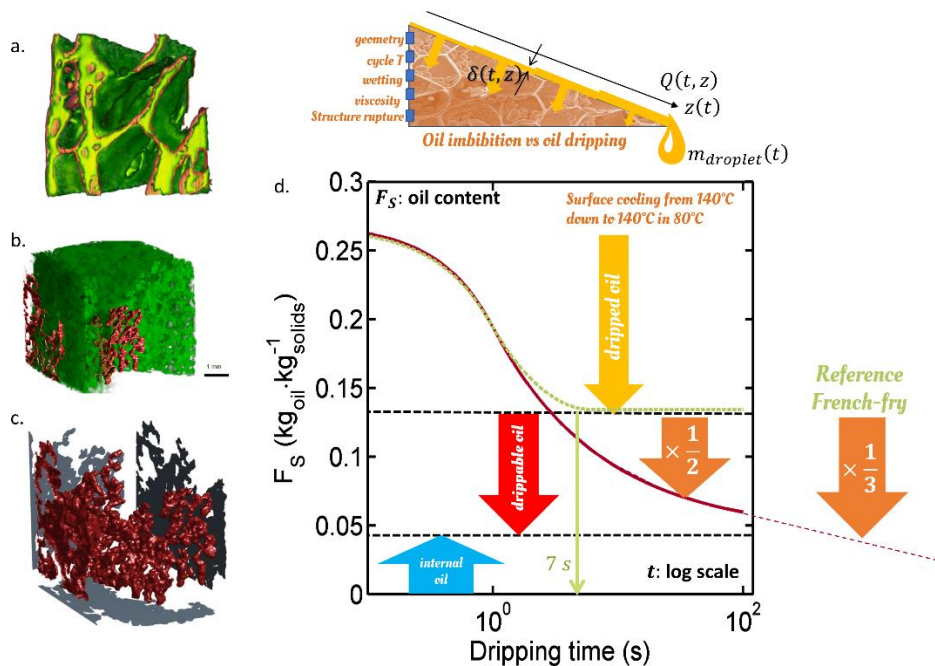 a.
geometry
cycle T
wetting
viscosity
Structure rupture
δ(t, z)
Q(t, z)
z(t)
Oil imbibition vs oil dripping
m_droplet(t)
b.
1 mm
c.
d.
F_S: oil content
Surface cooling from 140°C
down to 140°C in 80°C
dripped oil
drippable oil
internal
oil
× 1/2
Reference
French-fry
× 1/3
7 s
t: log scale
F_S (kg_oil.kg^-1_solids)
0.3
0.25
0.2
0.15
0.1
0.05
0
10^0
10^2
Dripping time (s)